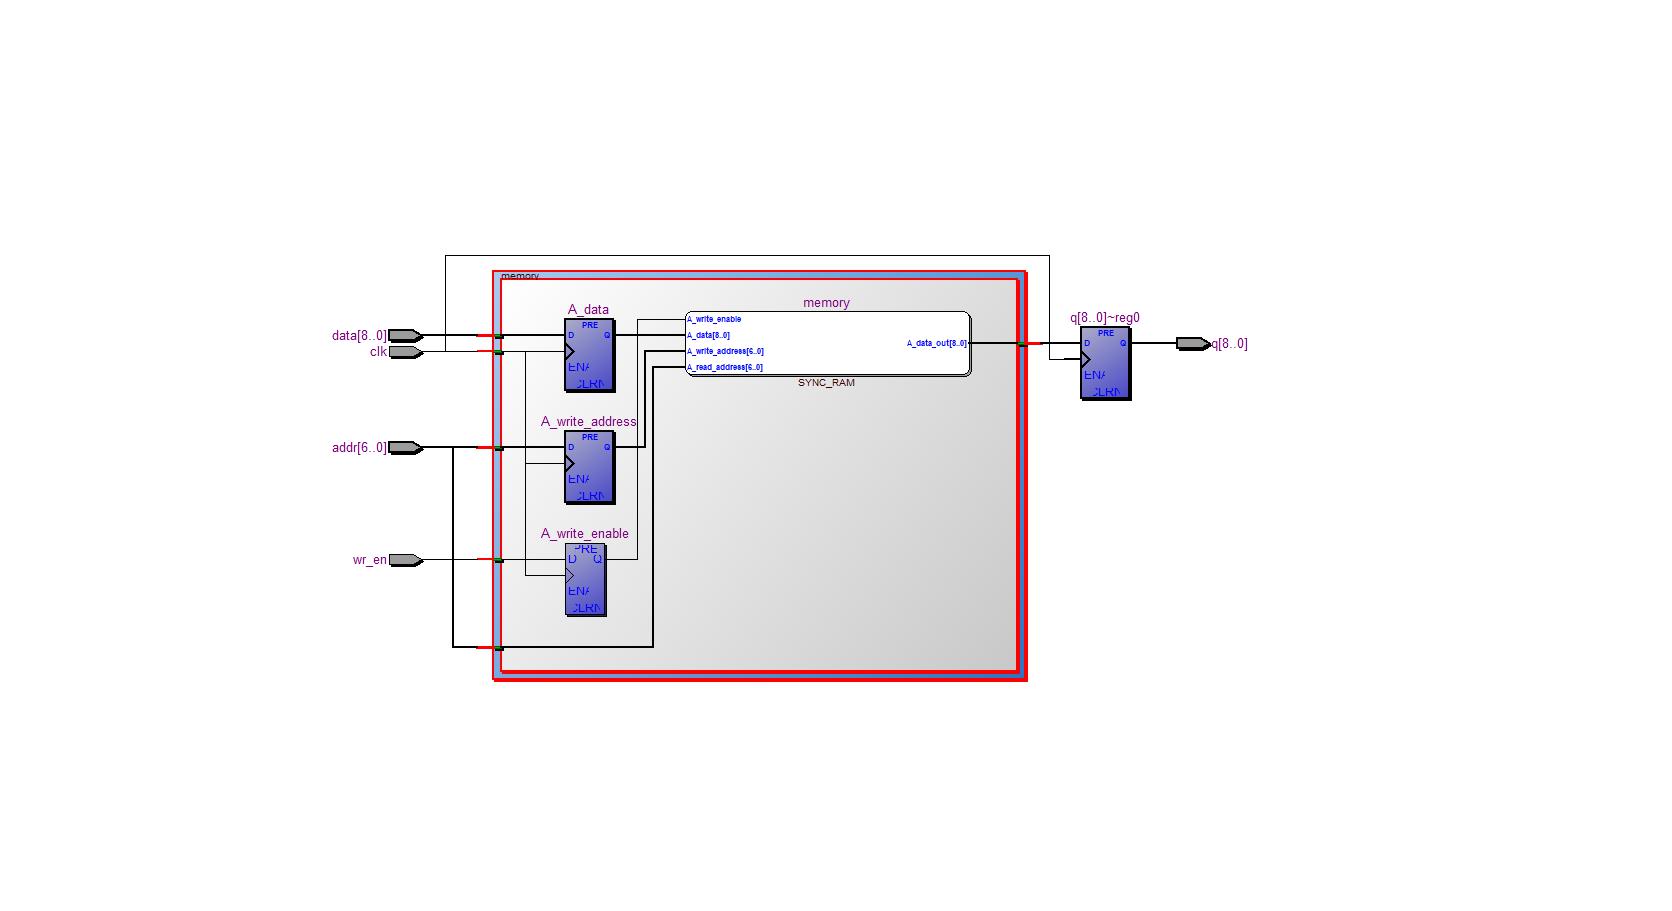 memory
A_data
PRE
D
Q
ENA
CLRN
memory
A_write_enable
A_data[8..0]
A_write_address[6..0]
A_read_address[6..0]
A_data_out[8..0]
SYNC_RAM
q[8..0]~reg0
PRE
D
Q
ENA
CLRN
q[8..0]
data[8..0]
clk
A_write_address
PRE
D
Q
ENA
CLRN
addr[6..0]
A_write_enable
PRE
D
Q
ENA
CLRN
wr_en